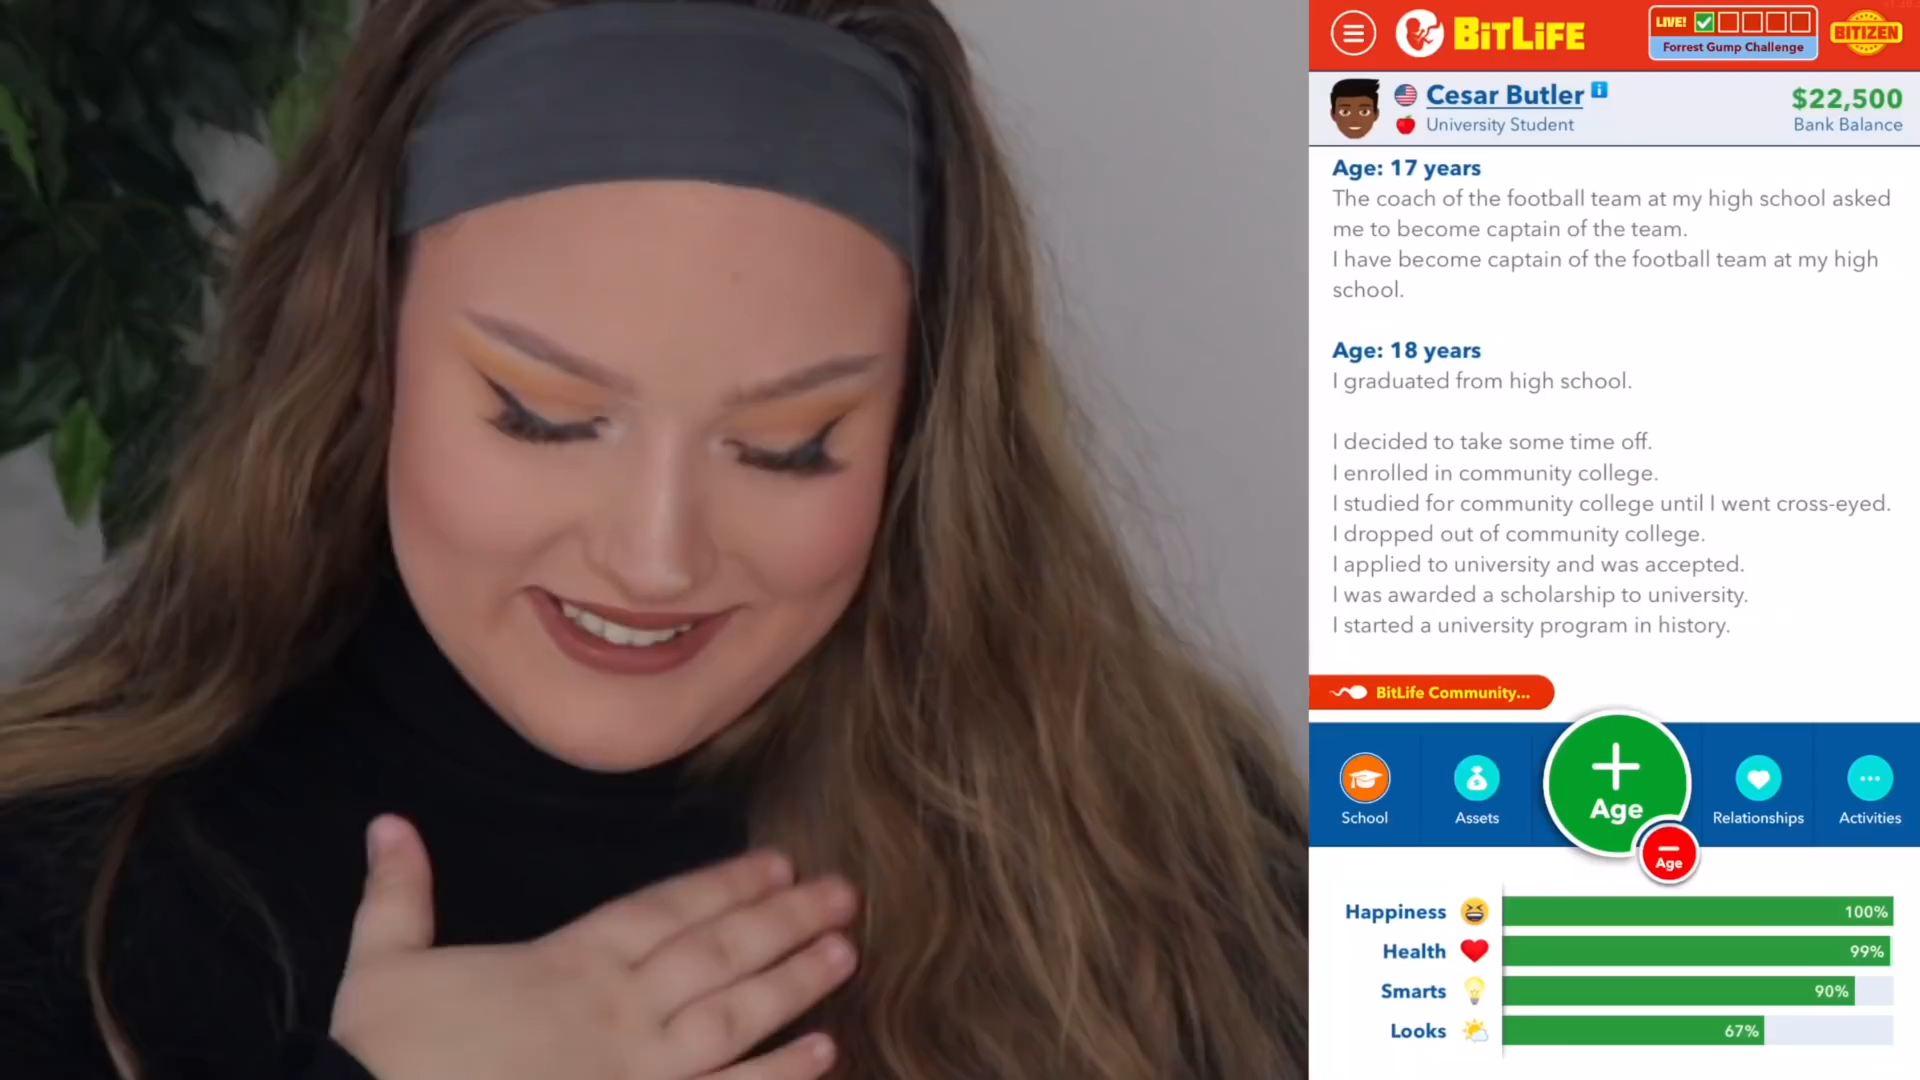 BITLIFE
LIVE!
Forrest Gump Challenge
BITIZEN
Cesar Butler
University Student
$22,500
Bank Balance
Age: 17 years
The coach of the football team at my high school asked
me to become captain of the team.
I have become captain of the football team at my high
school.
Age: 18 years
I graduated from high school.
I decided to take some time off.
I enrolled in community college.
I studied for community college until I went cross-eyed.
I dropped out of community college.
I applied to university and was accepted.
I was awarded a scholarship to university.
I started a university program in history.
BitLife Community...
School
Assets
+
Age
Age
Relationships
Activities
Happiness
100%
Health
99%
Smarts
90%
Looks
67%